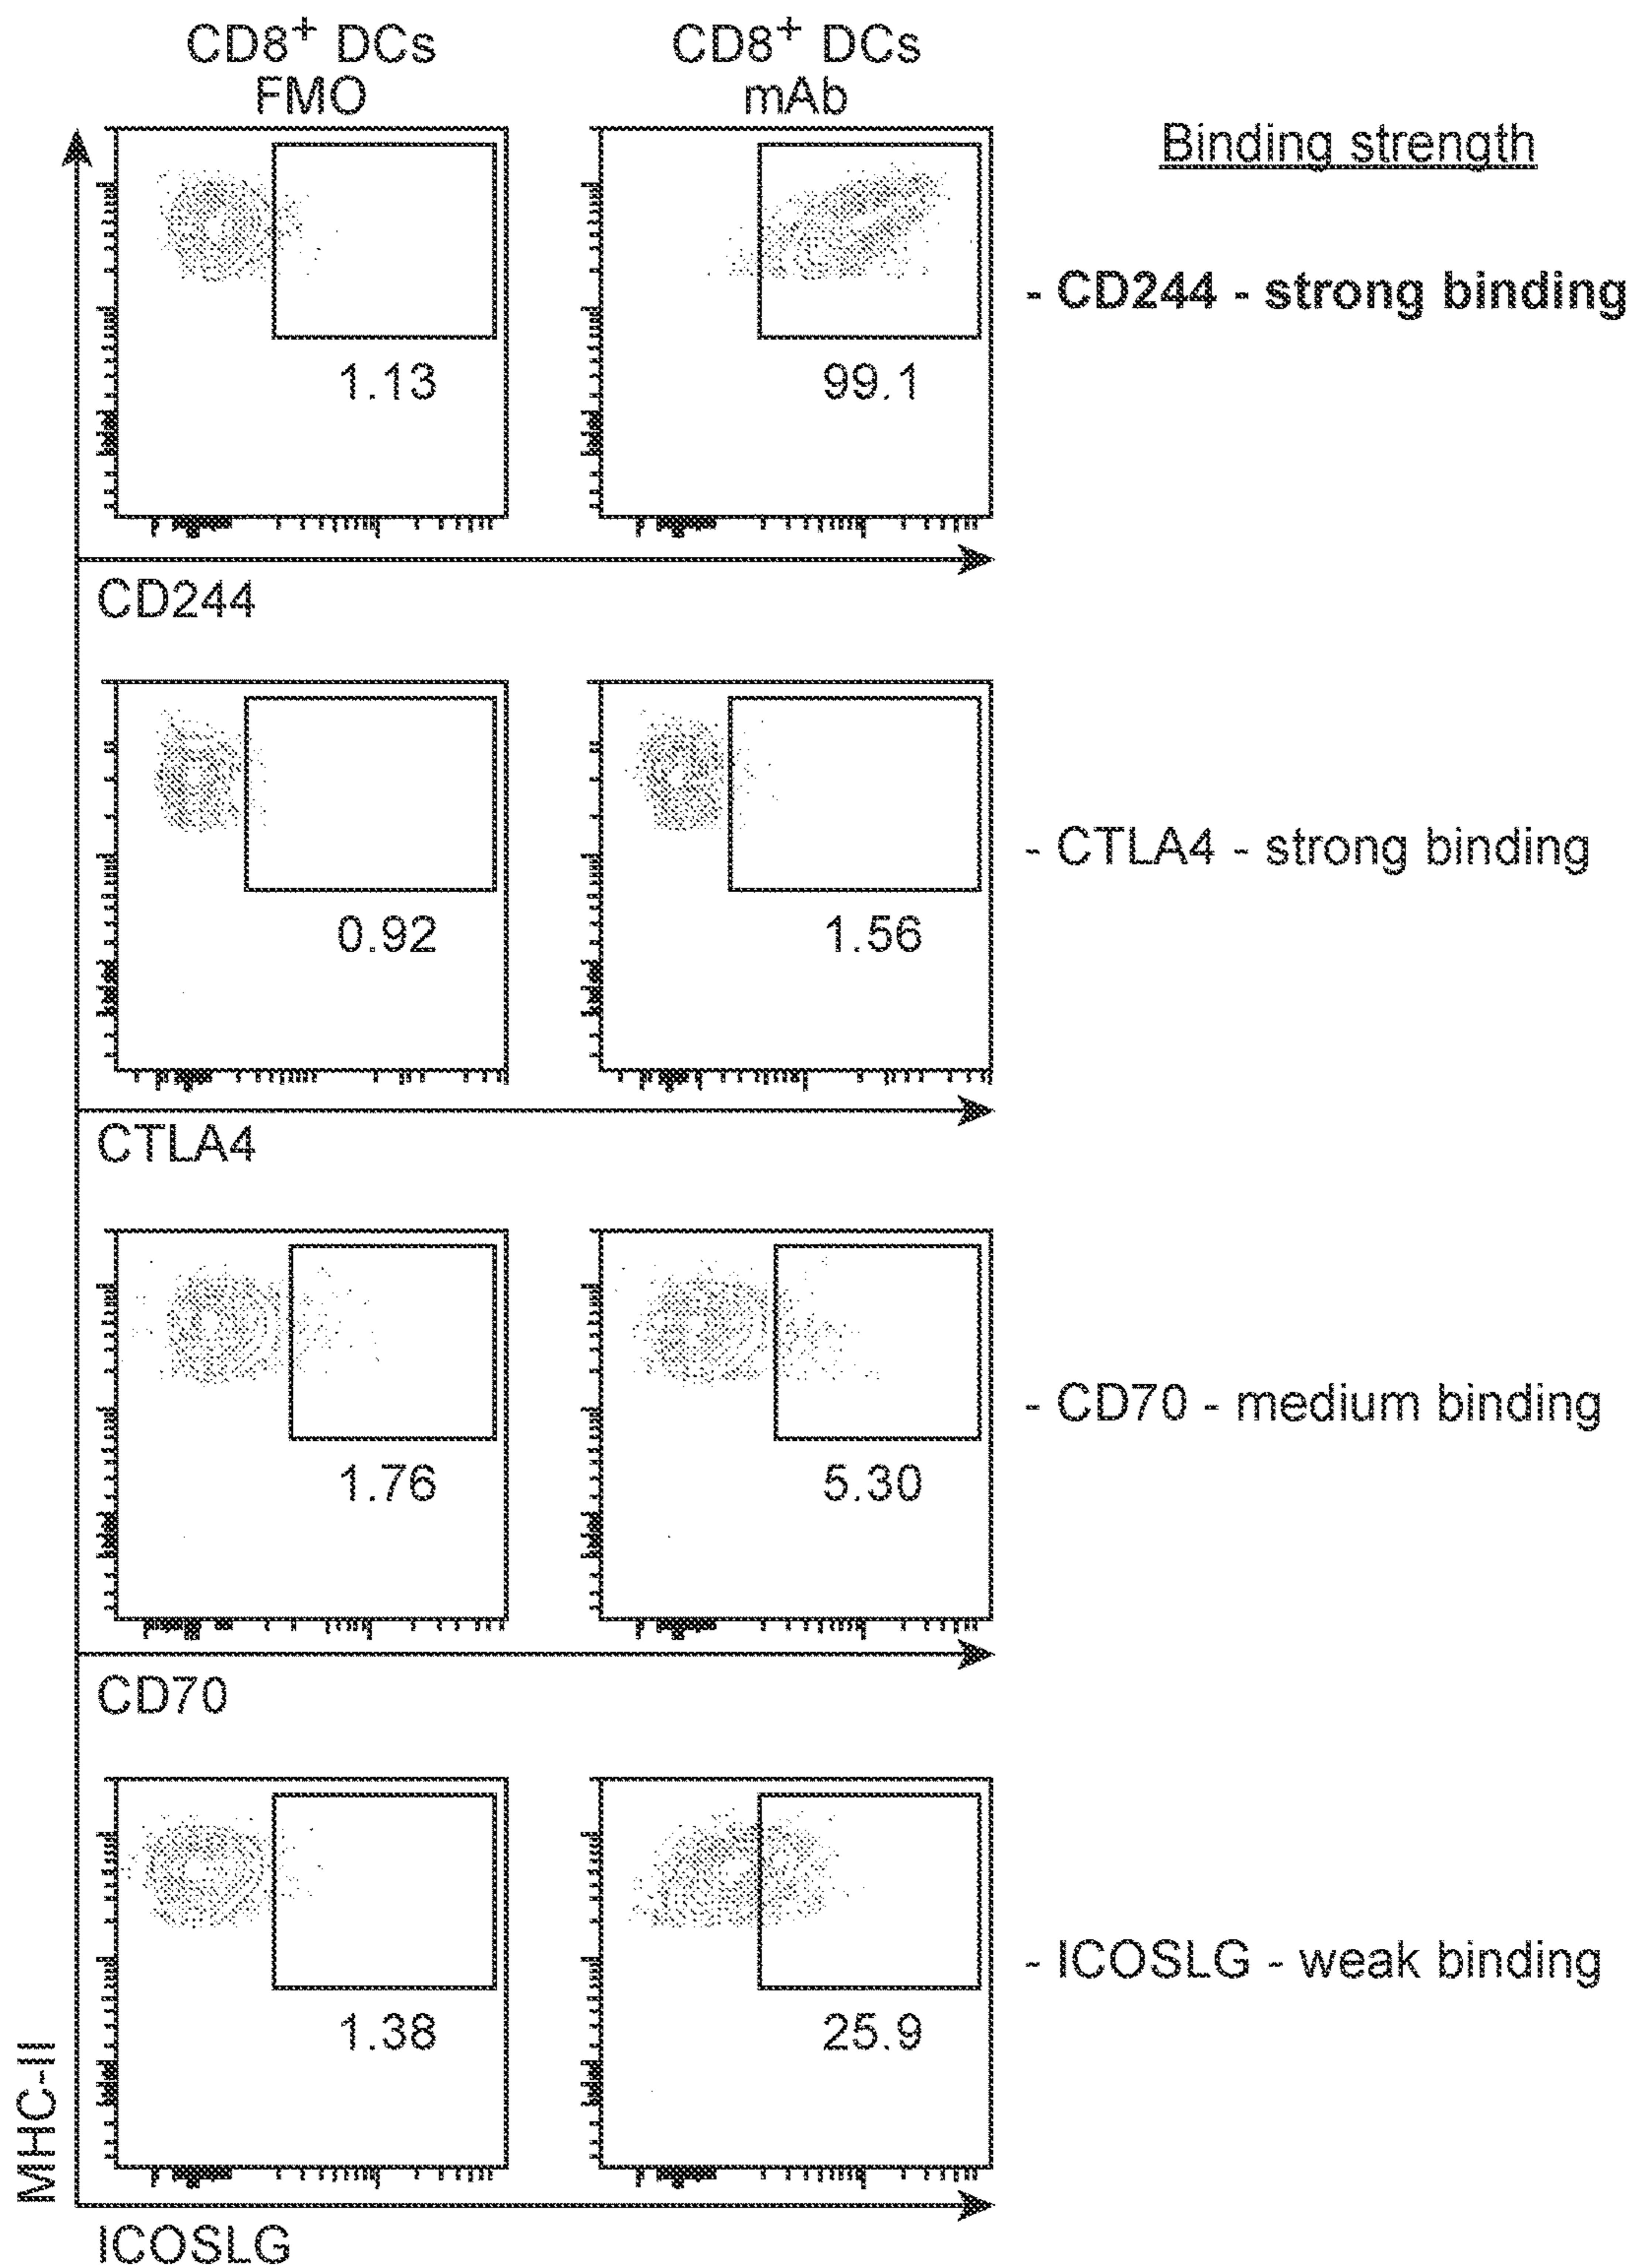 CD8+ DCs
FMO
CD8+ DCs
mAb
Binding strength
1.13
99.1
- CD244 - strong binding
CD244
0.92
1.56
- CTLA4 - strong binding
CTLA4
1.76
5.30
- CD70 - medium binding
CD70
1.38
25.9
- ICOSLG - weak binding
MHC-II
ICOSLG